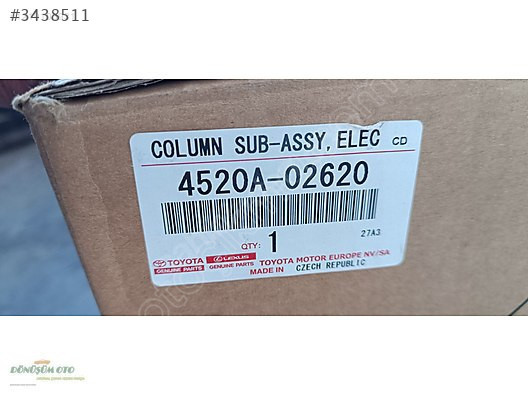 #3438511
COLUMN SUB-ASSY, ELEC CD
4520A-02620
QTY: 1 27A3
TOYOTA LEXUS TOYOTA MOTOR EUROPE NV/SA
GENUINE PARTS GENUINE PARTS MADE IN CZECH REPUBLIC
DÖNÜŞÜM OTO